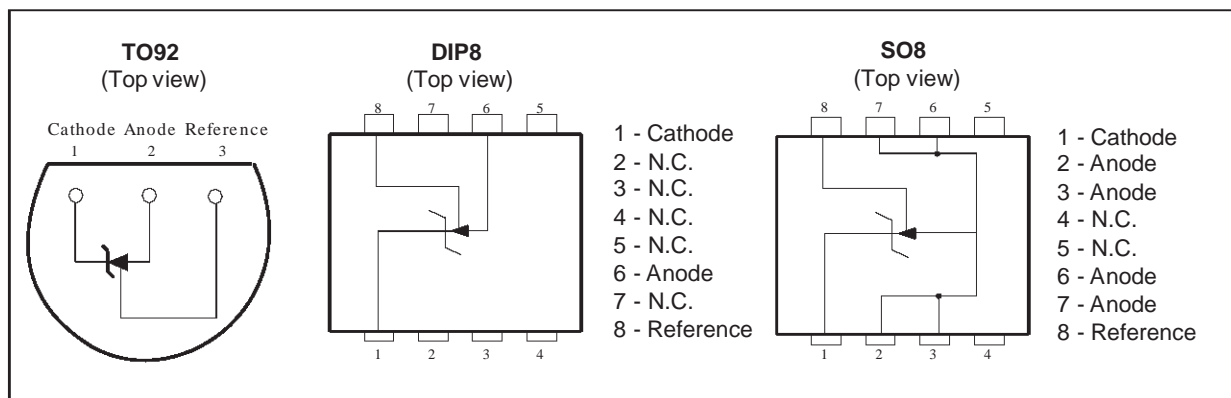 TO92
(Top view)
Cathode Anode Reference
1 2 3
DIP8
(Top view)
8 7 6 5
1 2 3 4
1 - Cathode
2 - N.C.
3 - N.C.
4 - N.C.
5 - N.C.
6 - Anode
7 - N.C.
8 - Reference
SO8
(Top view)
8 7 6 5
1 2 3 4
1 - Cathode
2 - Anode
3 - Anode
4 - N.C.
5 - N.C.
6 - Anode
7 - Anode
8 - Reference